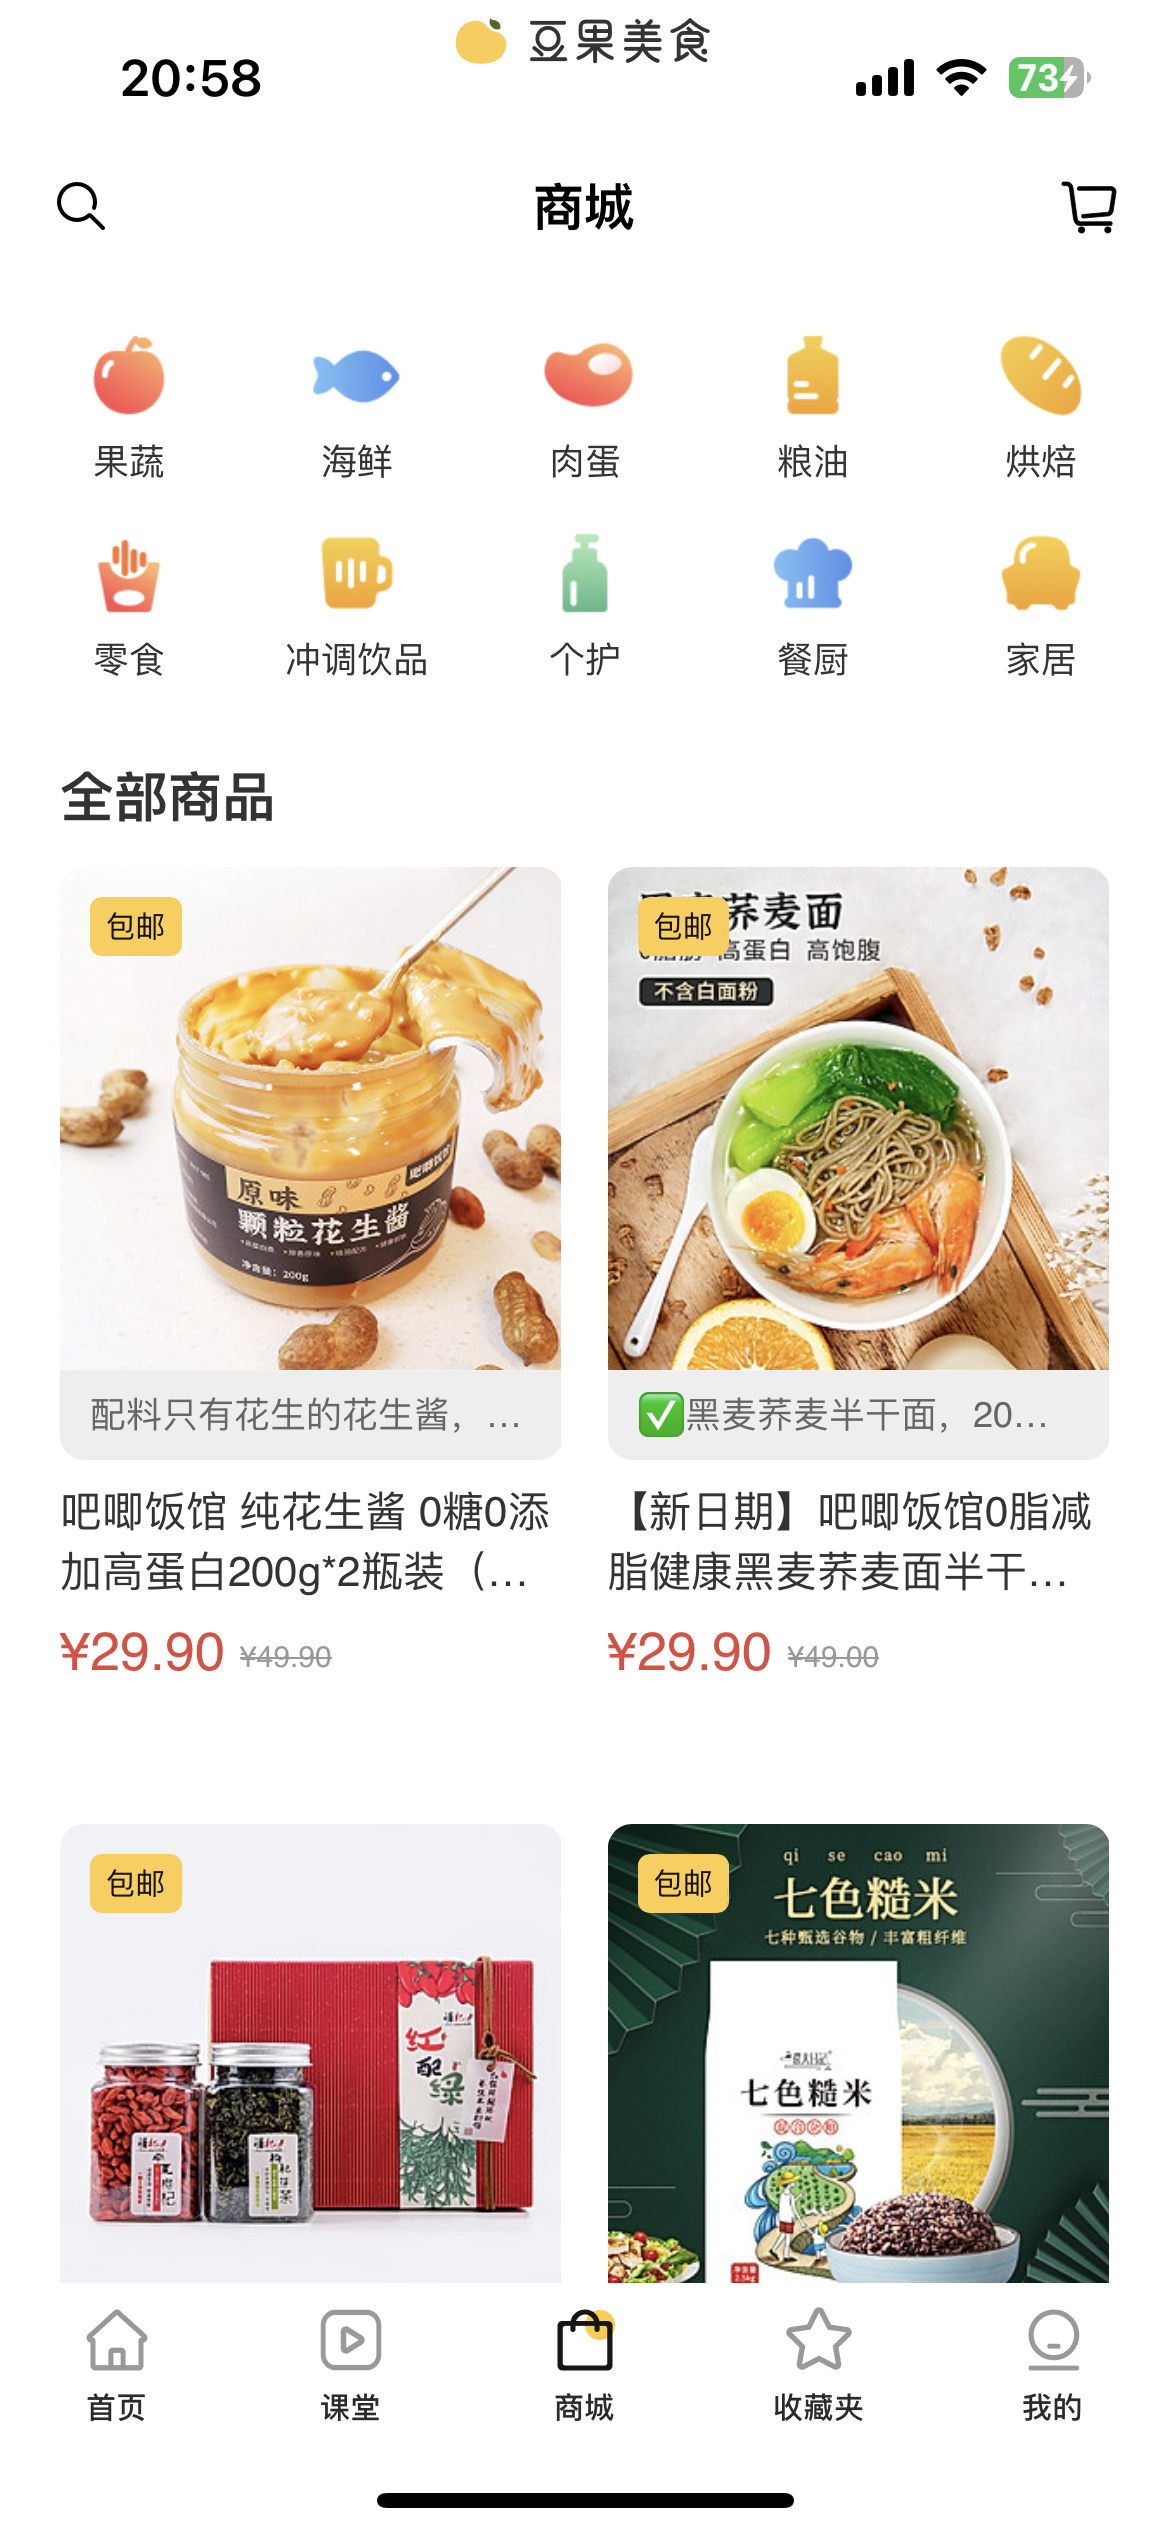 豆果美食
20:58
73
商城
果蔬
海鲜
肉蛋
粮油
烘焙
零食
冲调饮品
个护
餐厨
家居
全部商品
包邮
原味
颗粒花生酱
净含量：200g
配料只有花生的花生酱，...
吧唧饭馆 纯花生酱 0糖0添
加高蛋白200g*2瓶装（...
¥29.90 ¥49.90
包邮
荞麦面
高蛋白 高饱腹
不含白面粉
✅黑麦荞麦半干面，20...
【新日期】吧唧饭馆0脂减
脂健康黑麦荞麦面半干...
¥29.90 ¥49.00
包邮
红
配
绿
包邮
qi se cao mi
七色糙米
七种甄选谷物 / 丰富粗纤维
七色糙米
首页
课堂
商城
收藏夹
我的